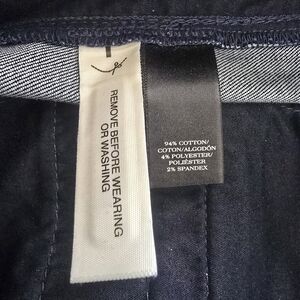 REMOVE BEFORE WEARING
OR WASHING
94% COTTON/
COTON/ALGODÓN
4% POLYESTER/
POLIÉSTER
2% SPANDEX